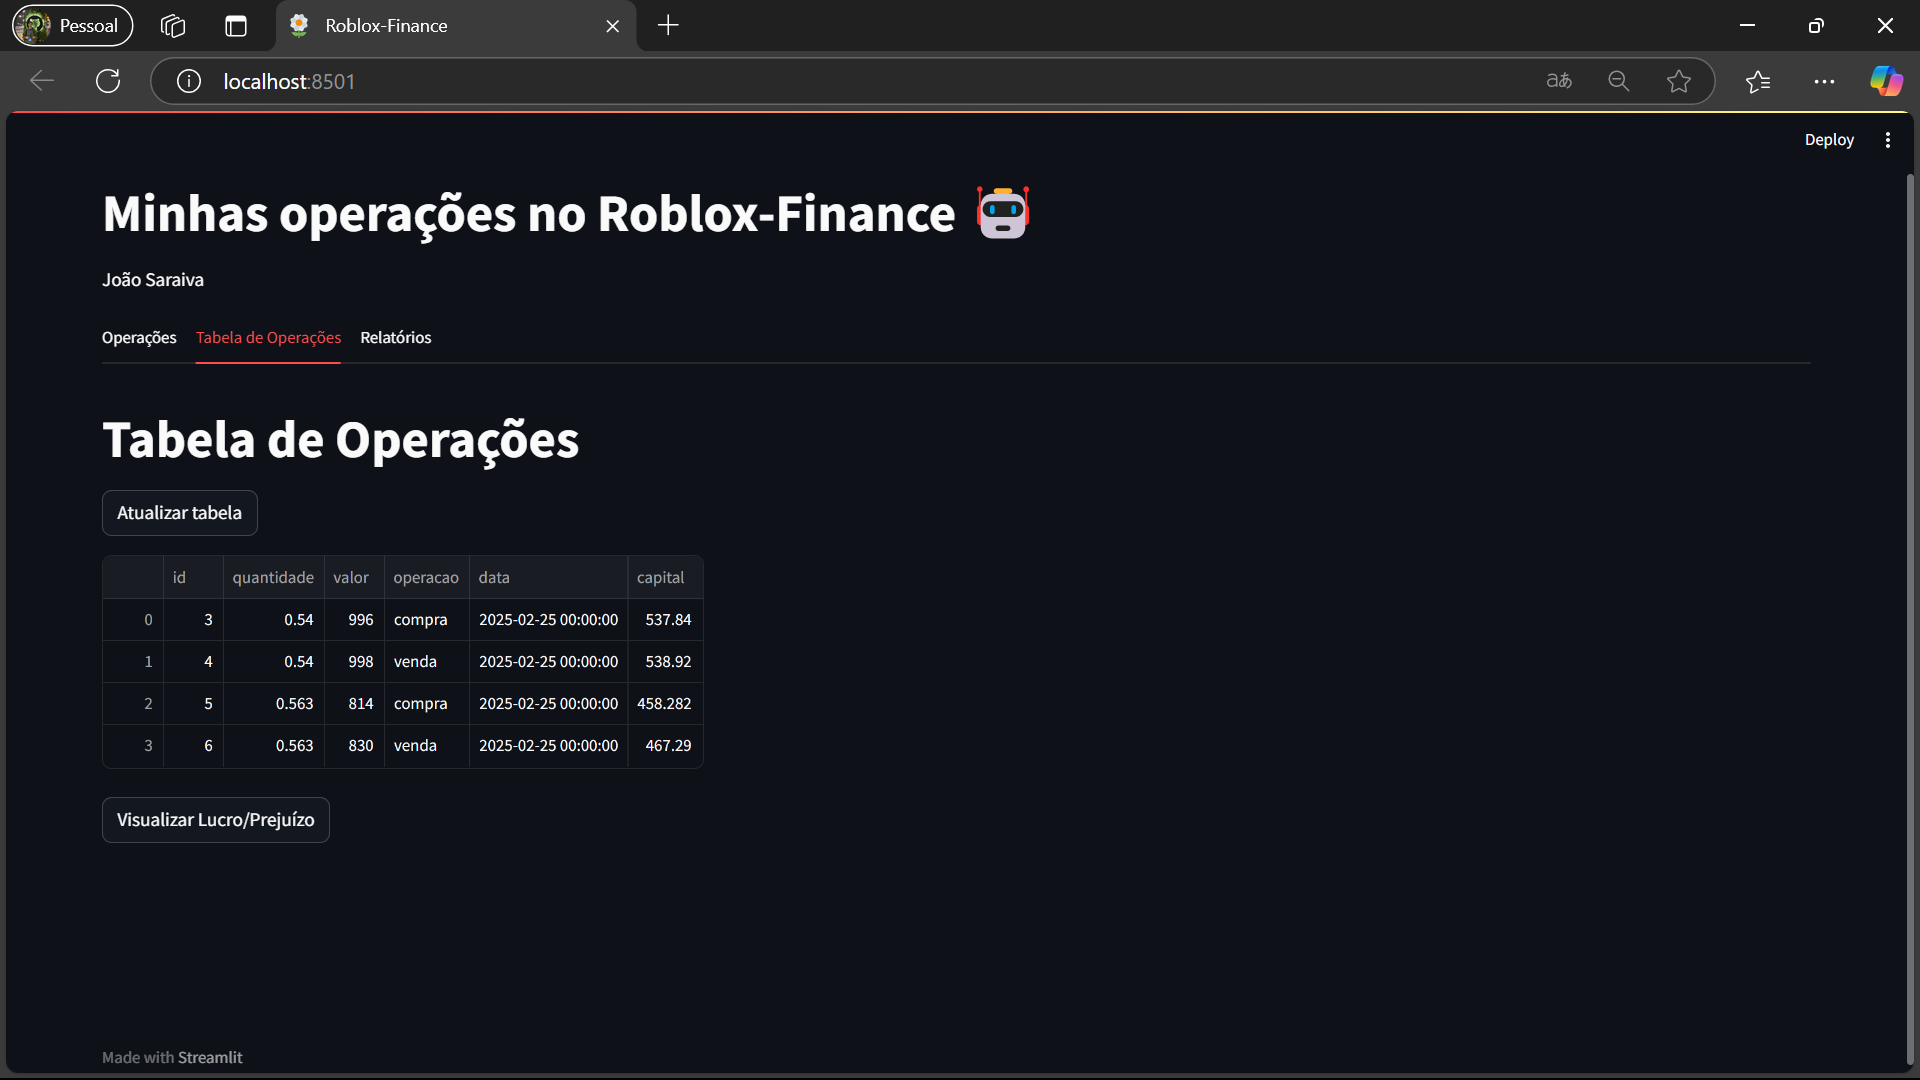 Pessoal
Roblox-Finance
localhost:8501
aあ
Deploy
Minhas operações no Roblox-Finance
João Saraiva
Operações Tabela de Operações Relatórios
Tabela de Operações
Atualizar tabela
id quantidade valor operacao data capital
0 3 0.54 996 compra 2025-02-25 00:00:00 537.84
1 4 0.54 998 venda 2025-02-25 00:00:00 538.92
2 5 0.563 814 compra 2025-02-25 00:00:00 458.282
3 6 0.563 830 venda 2025-02-25 00:00:00 467.29
Visualizar Lucro/Prejuízo
Made with Streamlit